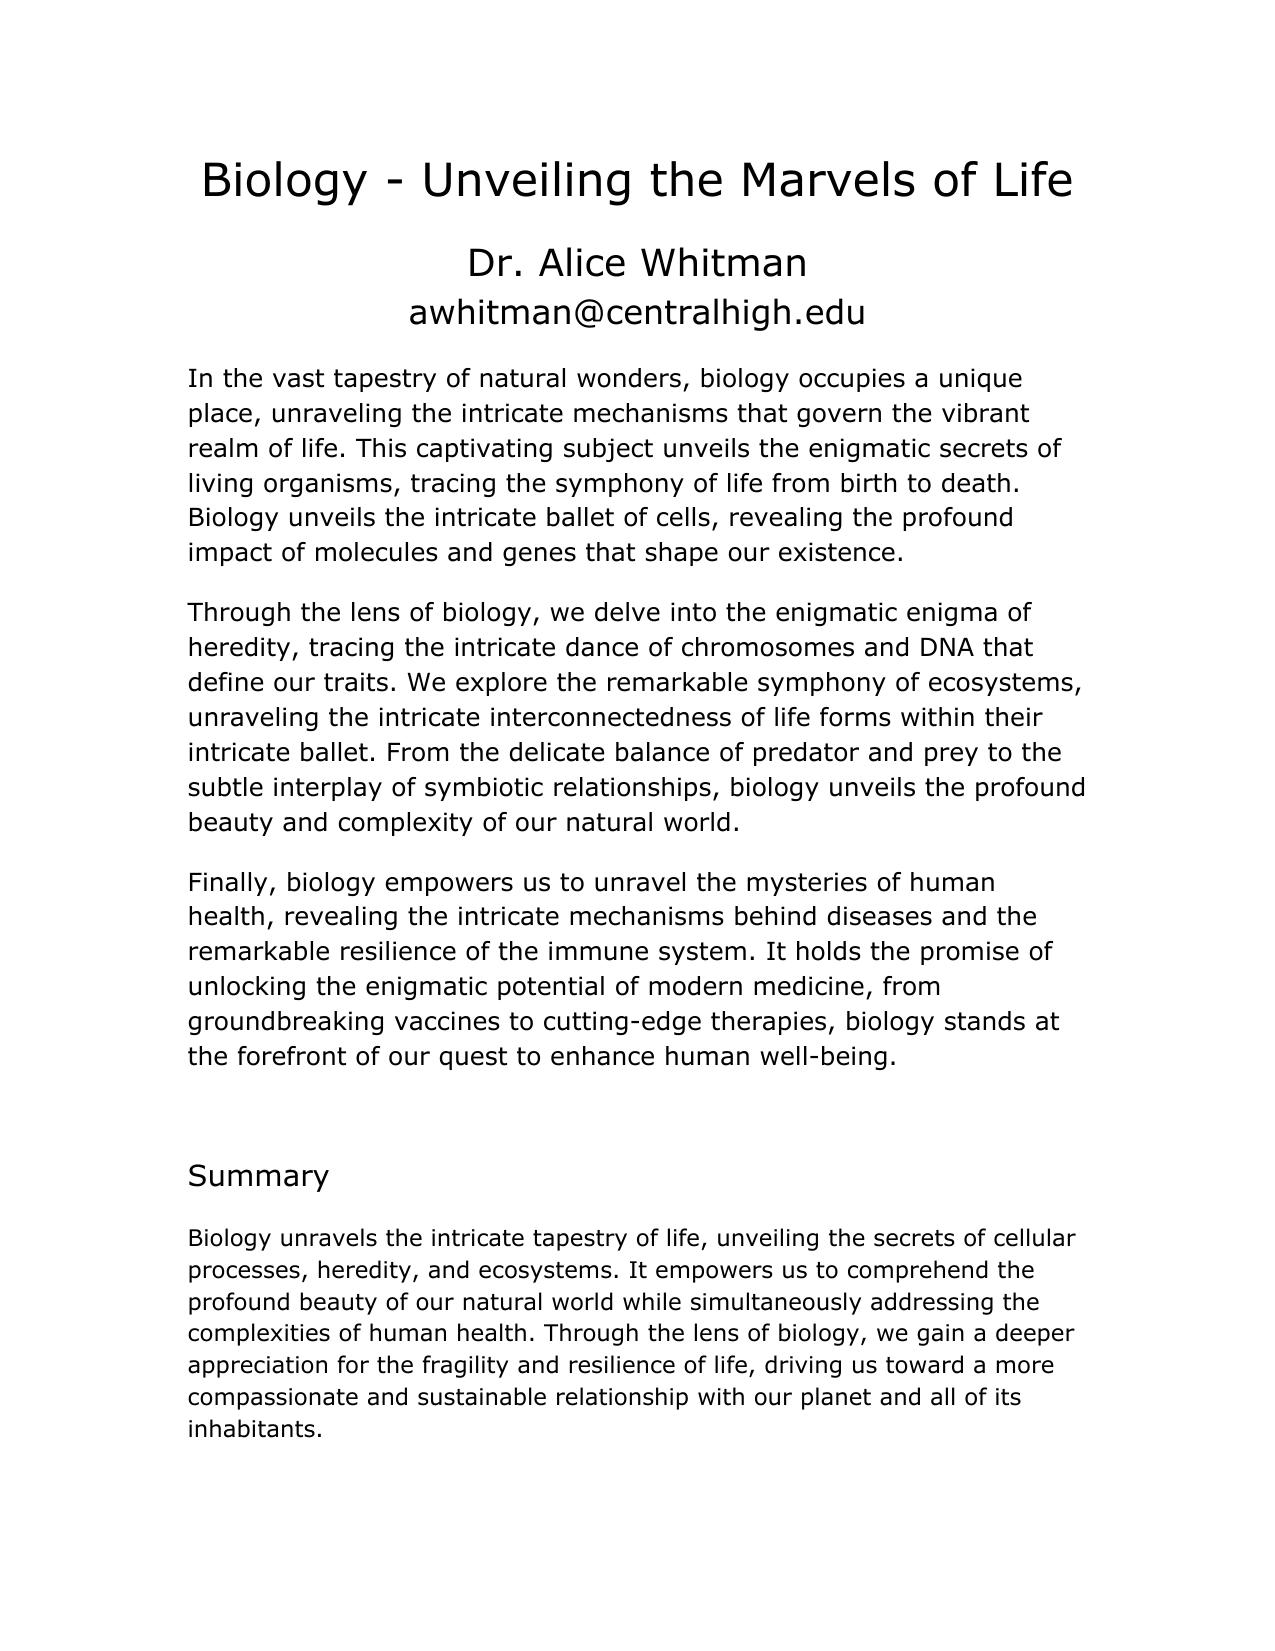 Biology - Unveiling the Marvels of Life
Dr. Alice Whitman
awhitman@centralhigh.edu
In the vast tapestry of natural wonders, biology occupies a unique
place, unraveling the intricate mechanisms that govern the vibrant
realm of life. This captivating subject unveils the enigmatic secrets of
living organisms, tracing the symphony of life from birth to death.
Biology unveils the intricate ballet of cells, revealing the profound
impact of molecules and genes that shape our existence.
Through the lens of biology, we delve into the enigmatic enigma of
heredity, tracing the intricate dance of chromosomes and DNA that
define our traits. We explore the remarkable symphony of ecosystems,
unraveling the intricate interconnectedness of life forms within their
intricate ballet. From the delicate balance of predator and prey to the
subtle interplay of symbiotic relationships, biology unveils the profound
beauty and complexity of our natural world.
Finally, biology empowers us to unravel the mysteries of human
health, revealing the intricate mechanisms behind diseases and the
remarkable resilience of the immune system. It holds the promise of
unlocking the enigmatic potential of modern medicine, from
groundbreaking vaccines to cutting-edge therapies, biology stands at
the forefront of our quest to enhance human well-being.
Summary
Biology unravels the intricate tapestry of life, unveiling the secrets of cellular
processes, heredity, and ecosystems. It empowers us to comprehend the
profound beauty of our natural world while simultaneously addressing the
complexities of human health. Through the lens of biology, we gain a deeper
appreciation for the fragility and resilience of life, driving us toward a more
compassionate and sustainable relationship with our planet and all of its
inhabitants.